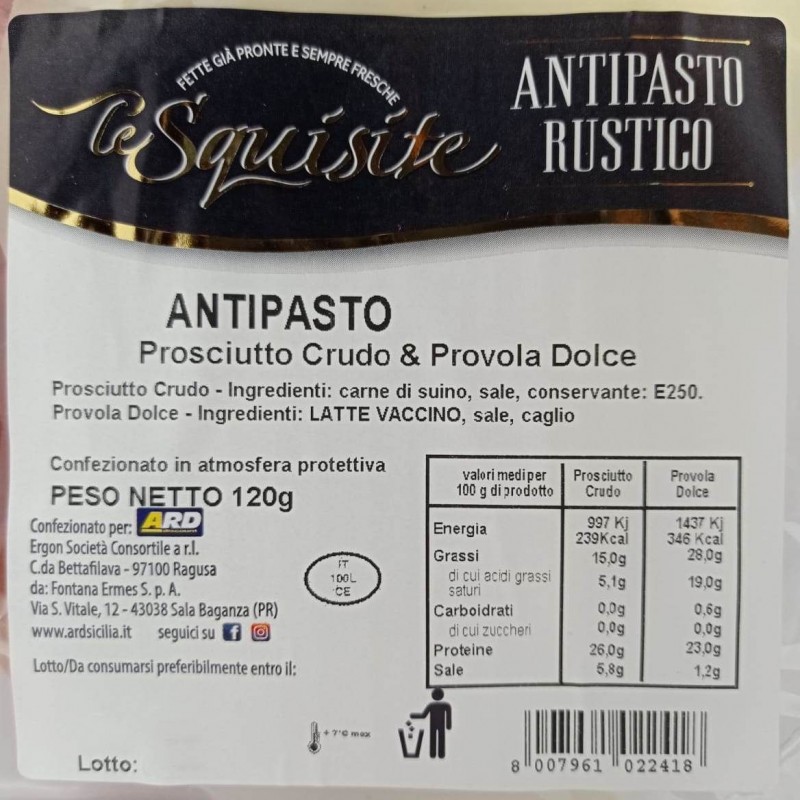 FETTE GIÀ PRONTE E SEMPRE FRESCHE
Le Squisite
ANTIPASTO
RUSTICO
ANTIPASTO
Prosciutto Crudo & Provola Dolce
Prosciutto Crudo - Ingredienti: carne di suino, sale, conservante: E250.
Provola Dolce - Ingredienti: LATTE VACCINO, sale, caglio
Confezionato in atmosfera protettiva
PESO NETTO 120g
Confezionato per: ARD
Ergon Società Consortile a r.l.
C.da Bettafilava - 97100 Ragusa
da: Fontana Ermes S. p. A.
Via S. Vitale, 12 - 43038 Sala Baganza (PR)
www.ardsicilia.it seguici su
Lotto/Da consumarsi preferibilmente entro il:
IT
100L
CE
valori medi per Prosciutto Provola
100 g di prodotto Crudo Dolce
Energia 997 Kj 1437 Kj
239Kcal 346 Kcal
Grassi 15,0g 28,0g
di cui acidi grassi
saturi 5,1g 19,0g
Carboidrati 0,0g 0,6g
di cui zuccheri 0,0g 0,0g
Proteine 26,0g 23,0g
Sale 5,8g 1,2g
+7°C max
Lotto:
8 007961 022418